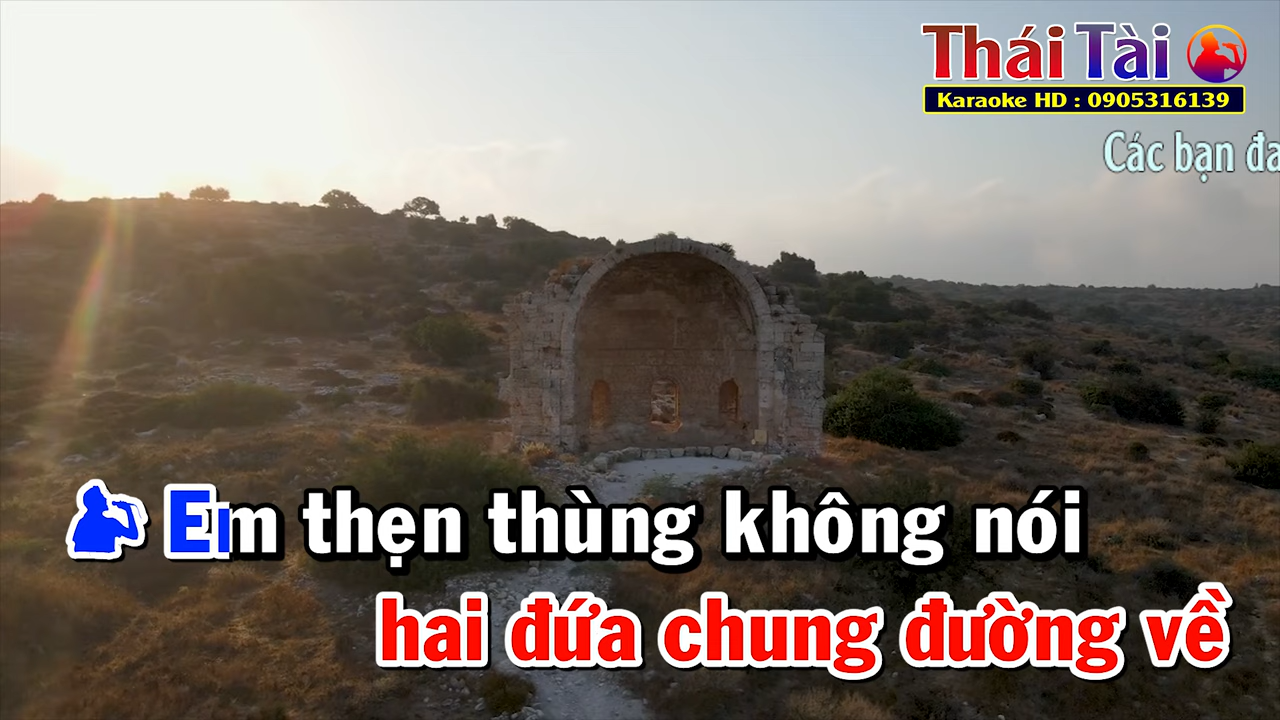 Thái Tài
Karaoke HD : 0905316139
Các bạn đa
Em thẹn thùng không nói
hai đứa chung đường về